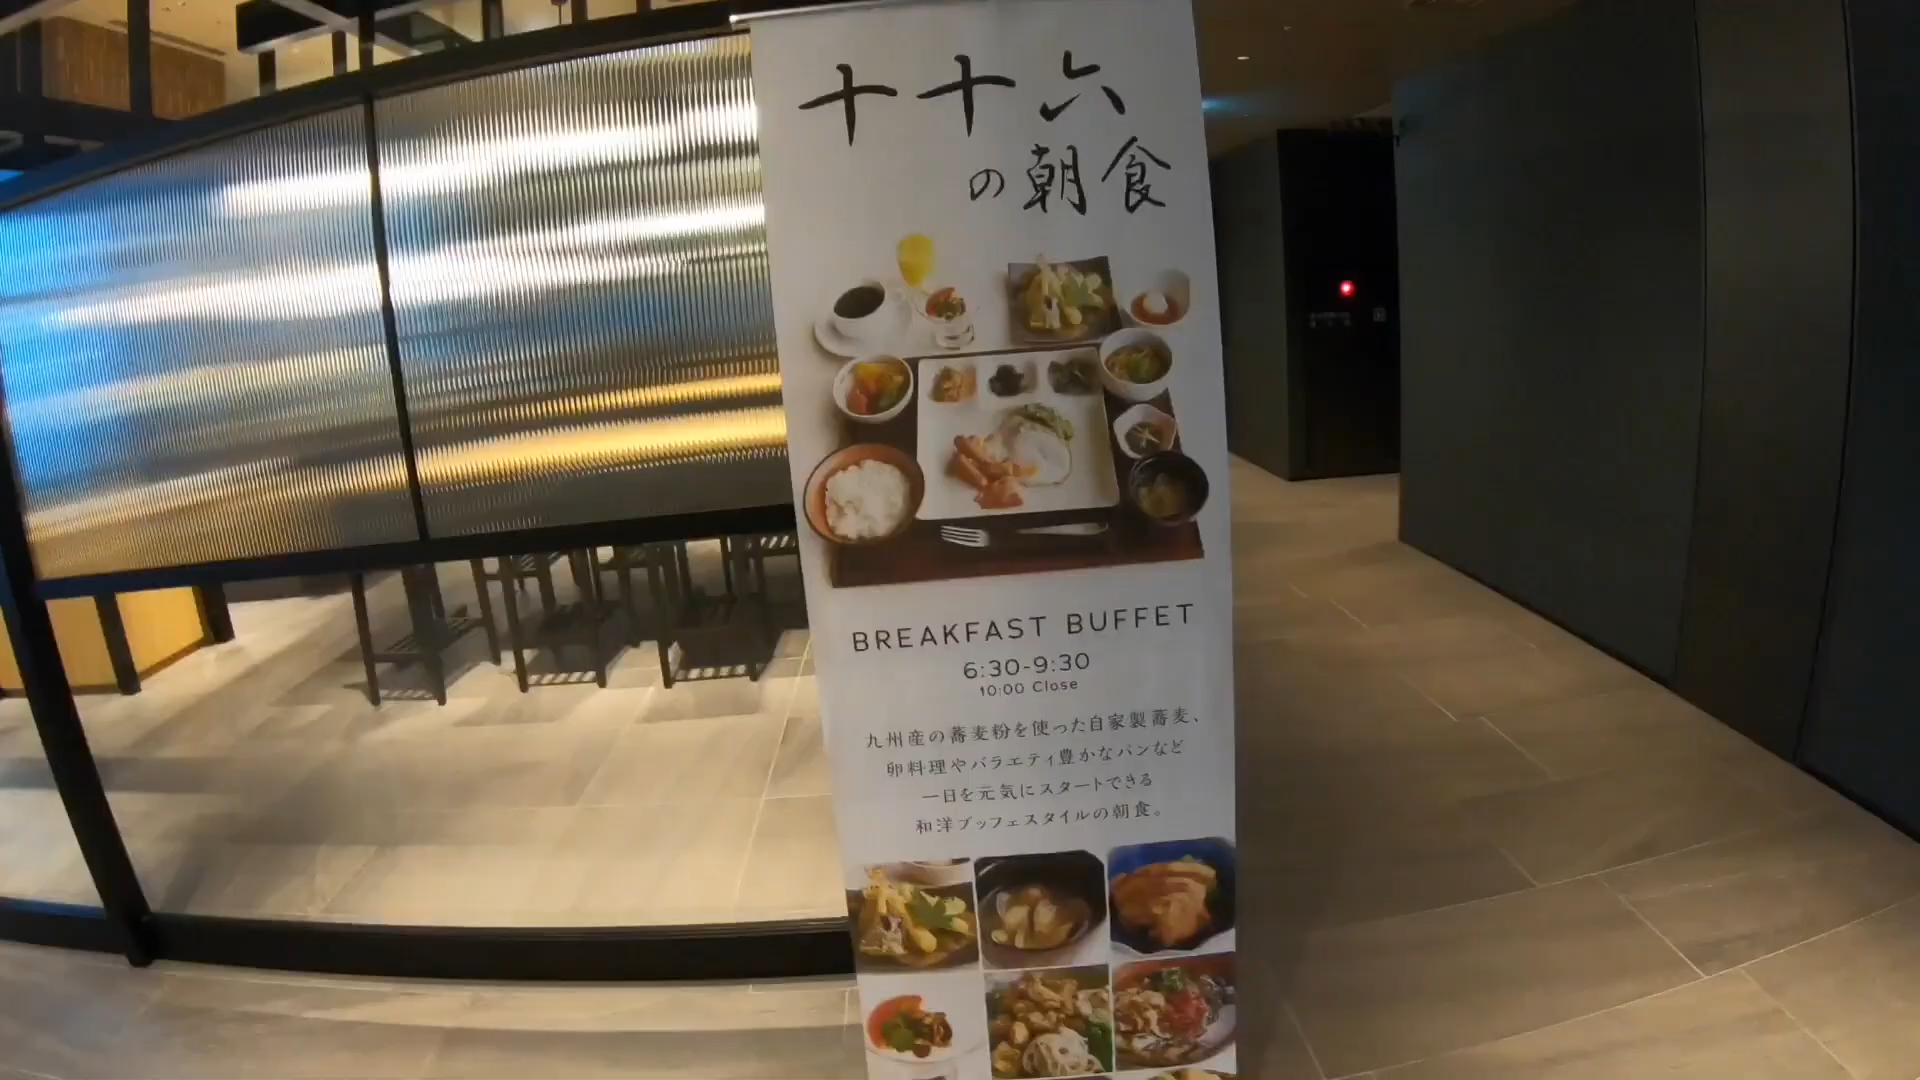 十十六
の朝食
BREAKFAST BUFFET
6:30-9:30
10:00 Close
九州産の蕎麦粉を使った自家製蕎麦、
卵料理やバラエティ豊かなパンなど
一日を元気にスタートできる
和洋ブッフェスタイルの朝食。